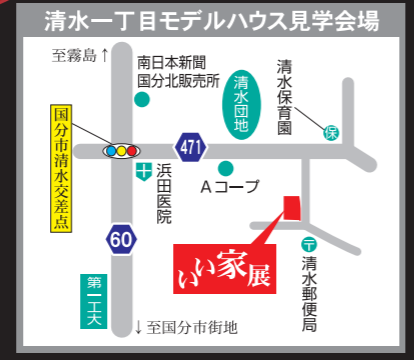 清水一丁目モデルハウス見学会場
至霧島↑
南日本新聞
国分北販売所
清水団地
清水保育園
保
国分市清水交差点
471
浜田医院
Aコープ
60
いい家展
〒
清水郵便局
第一工大
↓至国分市街地